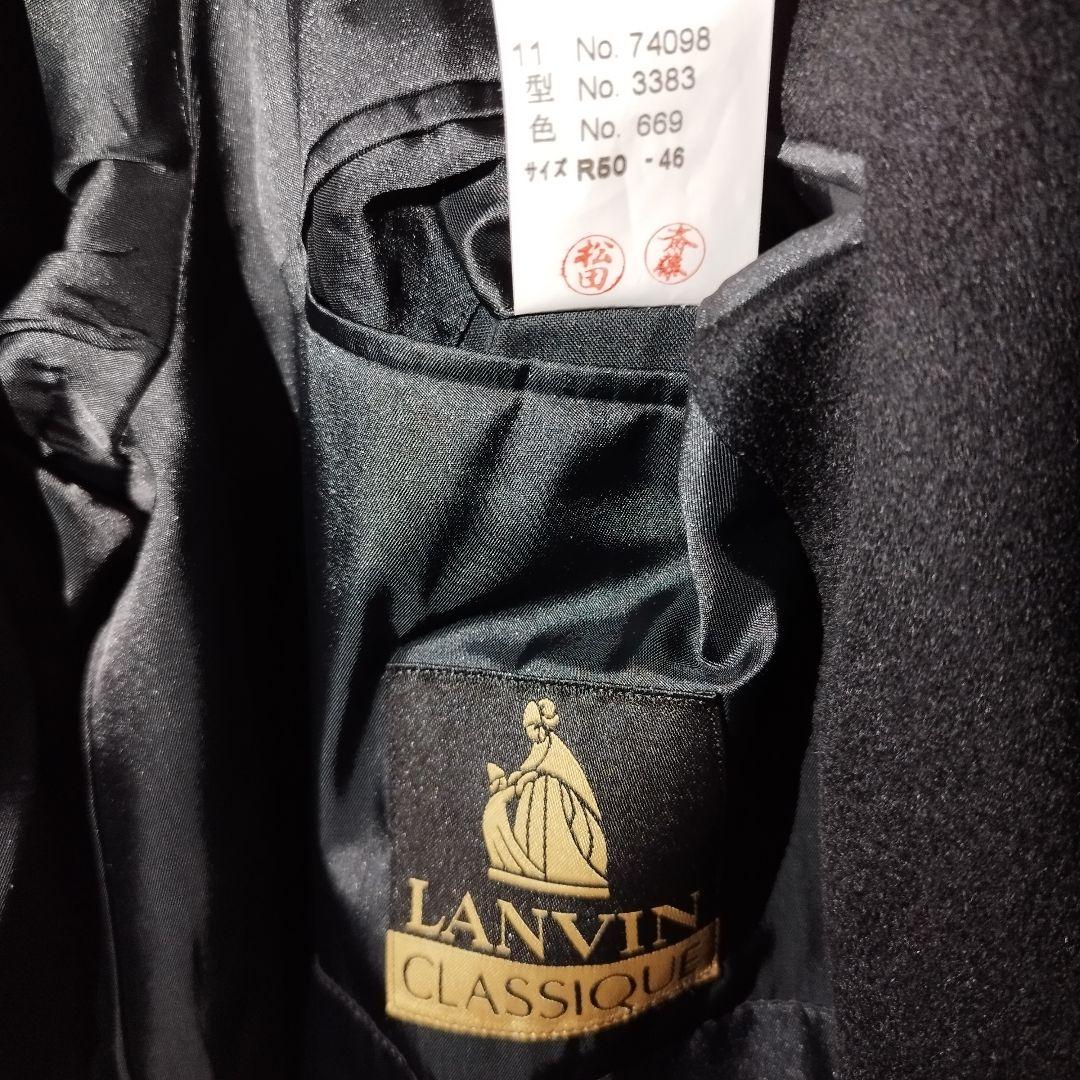 11 No. 74098
型 No. 3383
色 No. 669
サイズ R50 - 46
松田
斎藤
LANVIN
CLASSIQUE